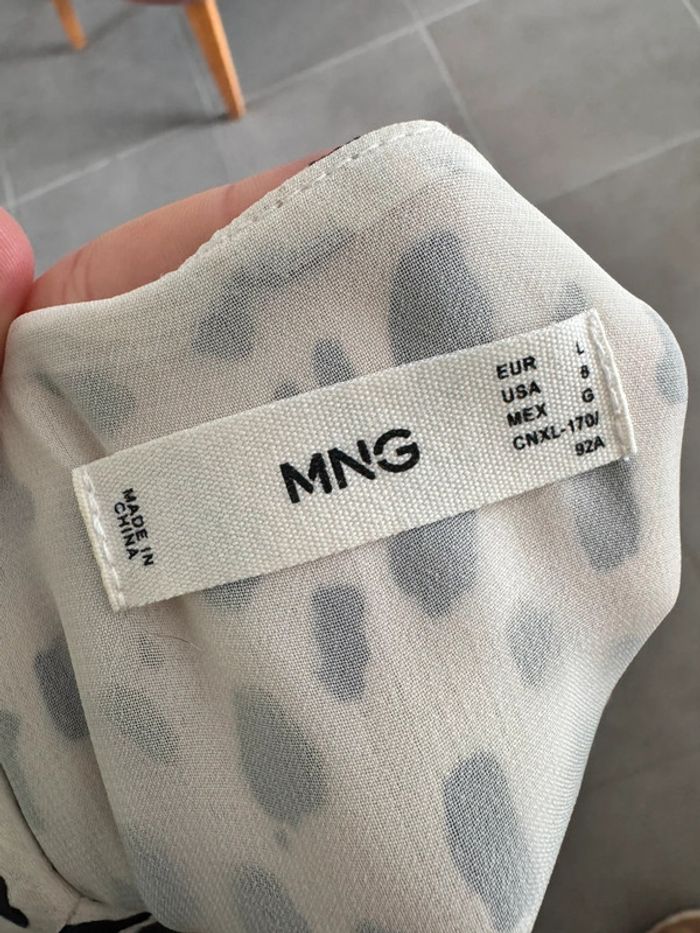 MADE IN
CHINA
MNG
EUR L
USA 8
MEX G
CNXL-170/
92A